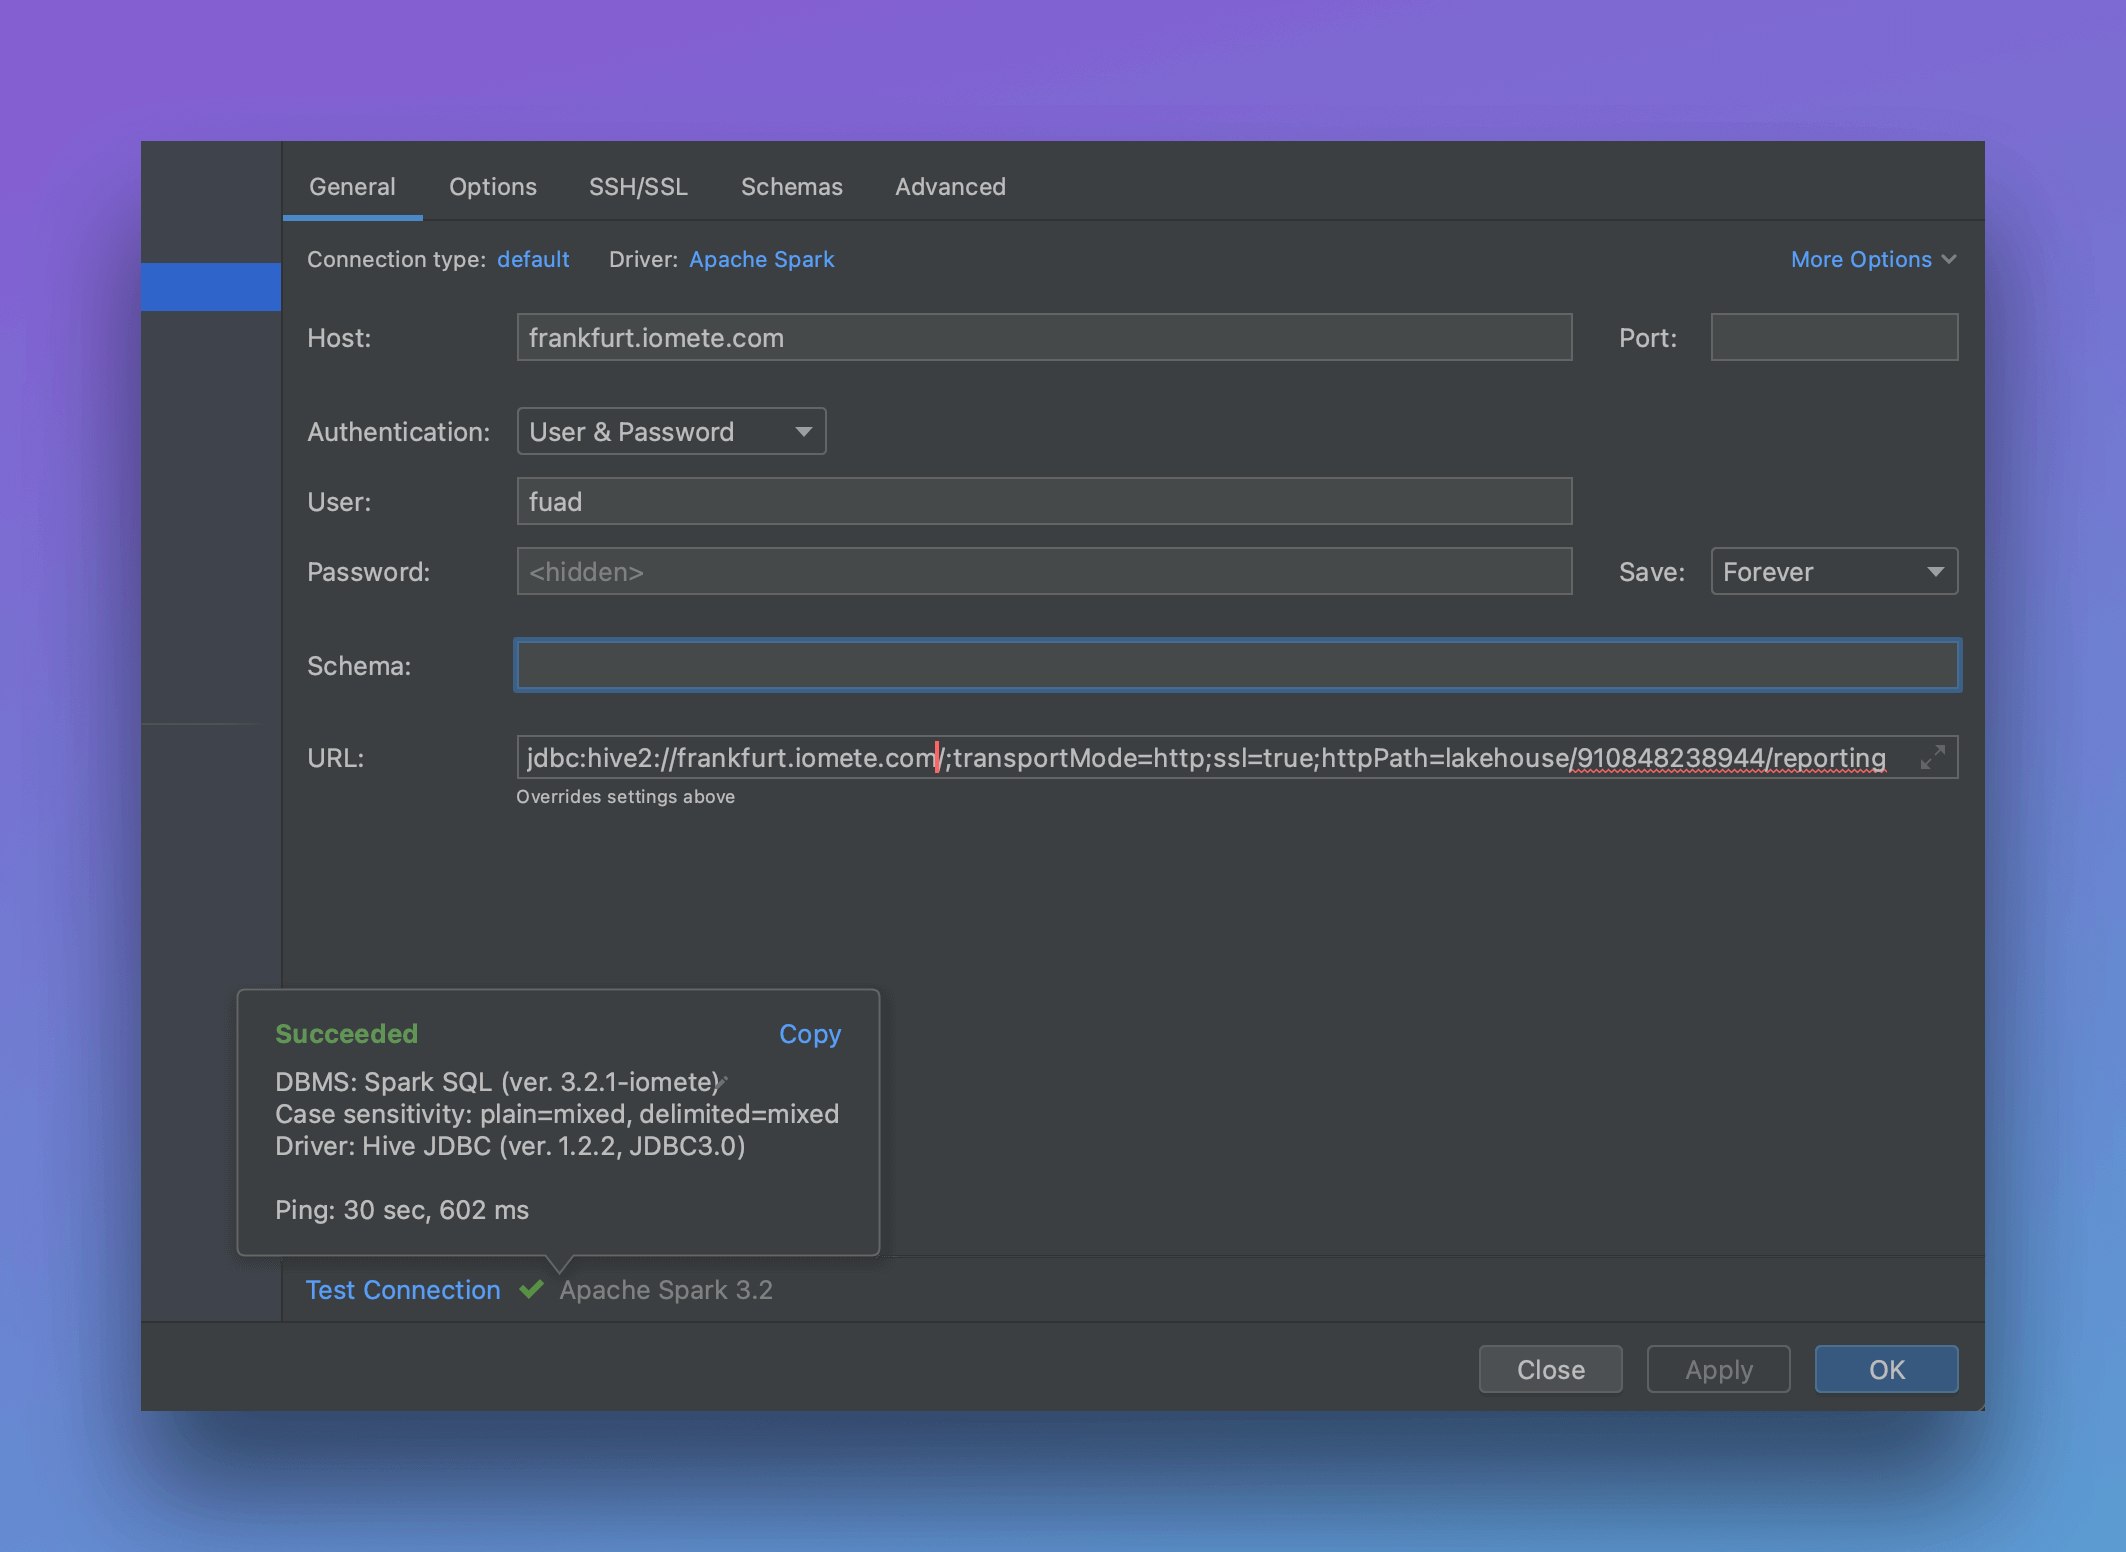 General Options SSH/SSL Schemas Advanced
Connection type: default Driver: Apache Spark More Options
Host: frankfurt.iomete.com Port:
Authentication: User & Password
User: fuad
Password: <hidden> Save: Forever
Schema:
URL: jdbc:hive2://frankfurt.iomete.com/;transportMode=http;ssl=true;httpPath=lakehouse/910848238944/reporting
Overrides settings above
Succeeded Copy
DBMS: Spark SQL (ver. 3.2.1-iomete)
Case sensitivity: plain=mixed, delimited=mixed
Driver: Hive JDBC (ver. 1.2.2, JDBC3.0)
Ping: 30 sec, 602 ms
Test Connection Apache Spark 3.2
Close Apply OK